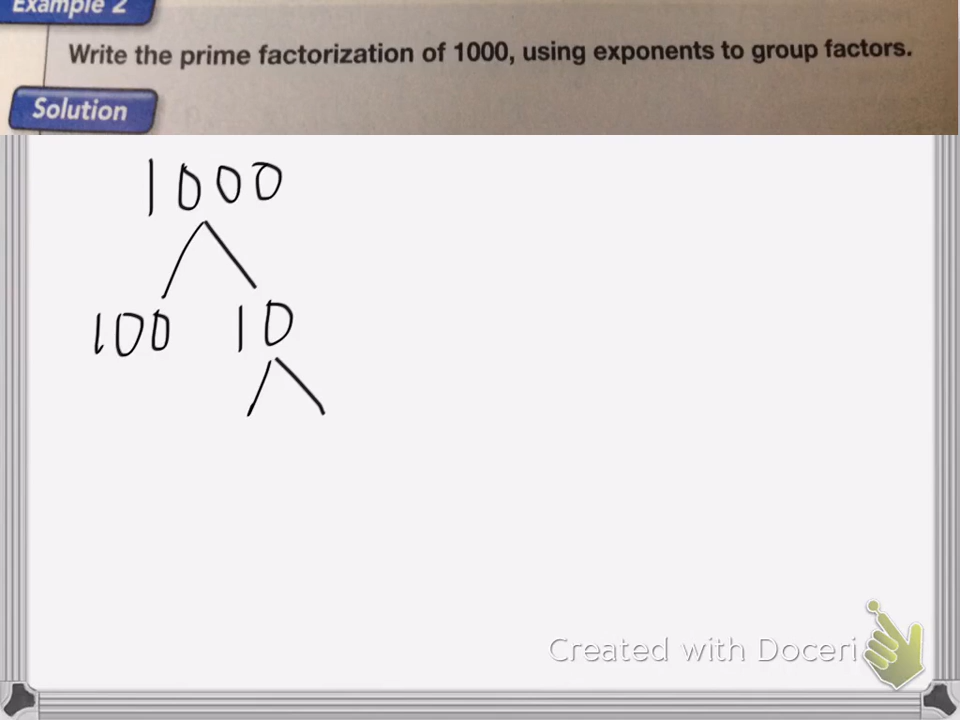 Example 2
Write the prime factorization of 1000, using exponents to group factors.
Solution
1000
100 10
Created with Doceri